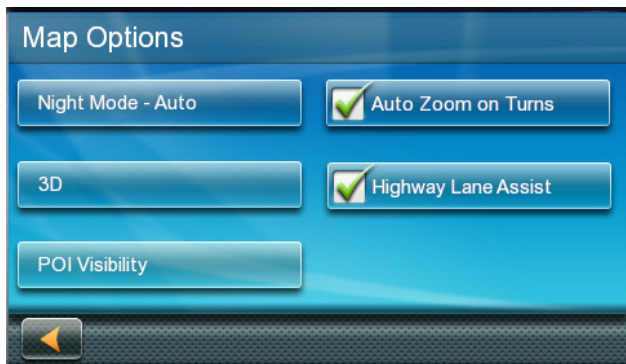 Map Options
Night Mode - Auto
Auto Zoom on Turns
3D
Highway Lane Assist
POI Visibility